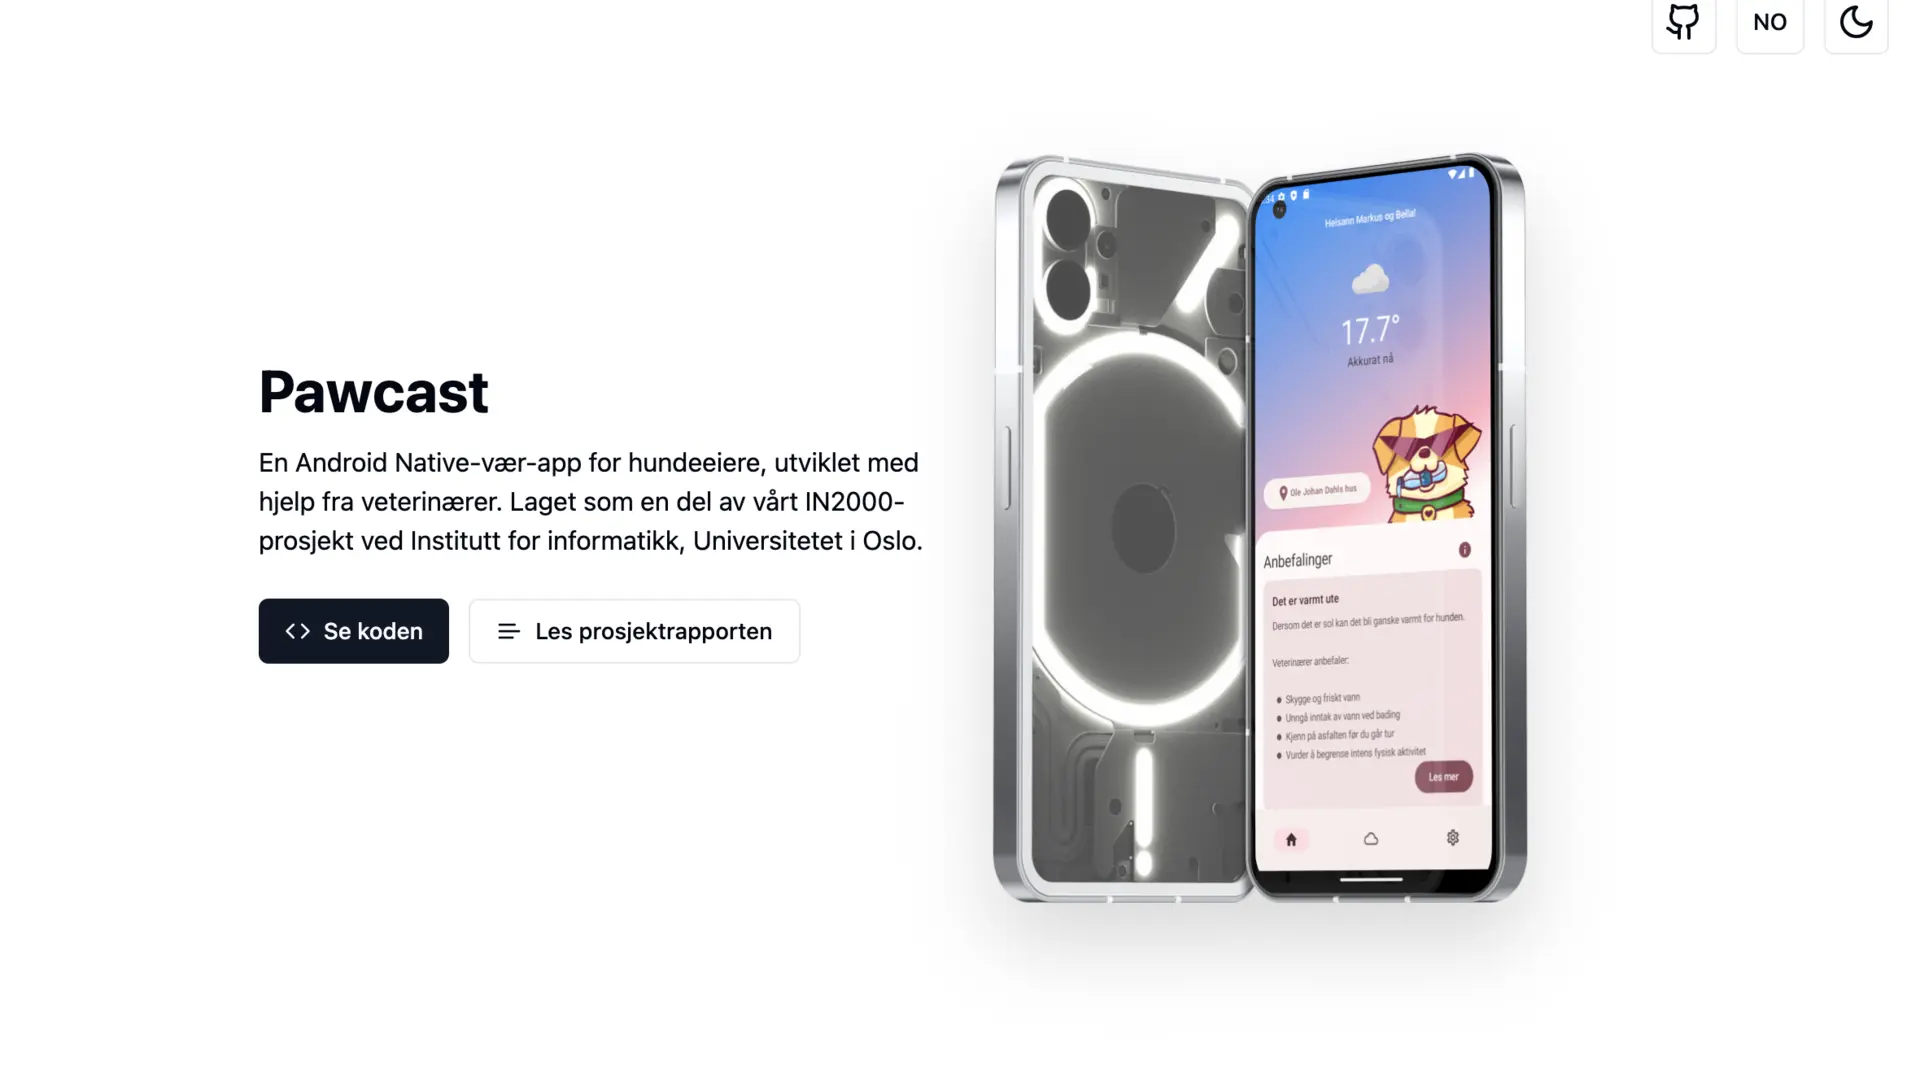 NO
Pawcast
En Android Native-vær-app for hundeeiere, utviklet med
hjelp fra veterinærer. Laget som en del av vårt IN2000-
prosjekt ved Institutt for informatikk, Universitetet i Oslo.
Se koden
Les prosjektrapporten
Heisann Markus og Bella!
17.7°
Akkurat nå
Ole Johan Dahls hus
Anbefalinger
Det er varmt ute
Dersom det er sol kan det bli ganske varmt for hunden.
Veterinærer anbefaler:
Skygge og friskt vann
Unngå inntak av vann ved bading
Kjenn på asfalten før du går tur
Vurder å begrense intens fysisk aktivitet
Les mer